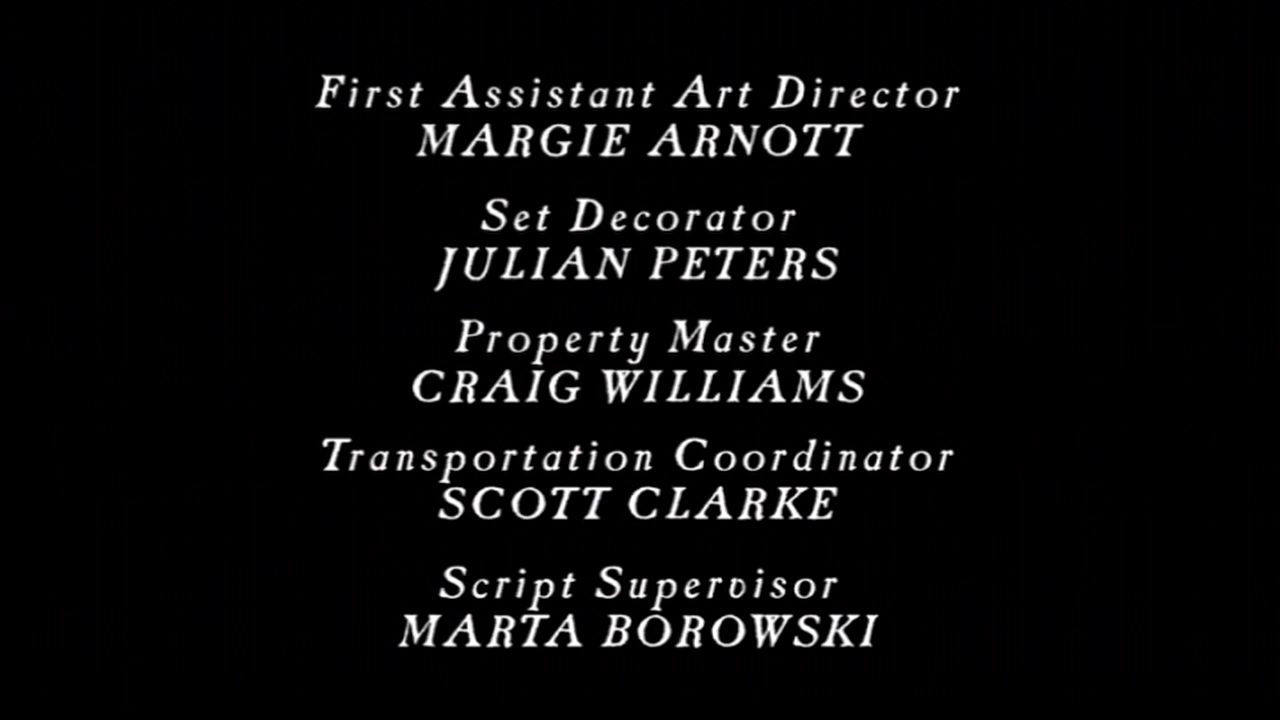 First Assistant Art Director
MARGIE ARNOTT
Set Decorator
JULIAN PETERS
Property Master
CRAIG WILLIAMS
Transportation Coordinator
SCOTT CLARKE
Script Supervisor
MARTA BOROWSKI